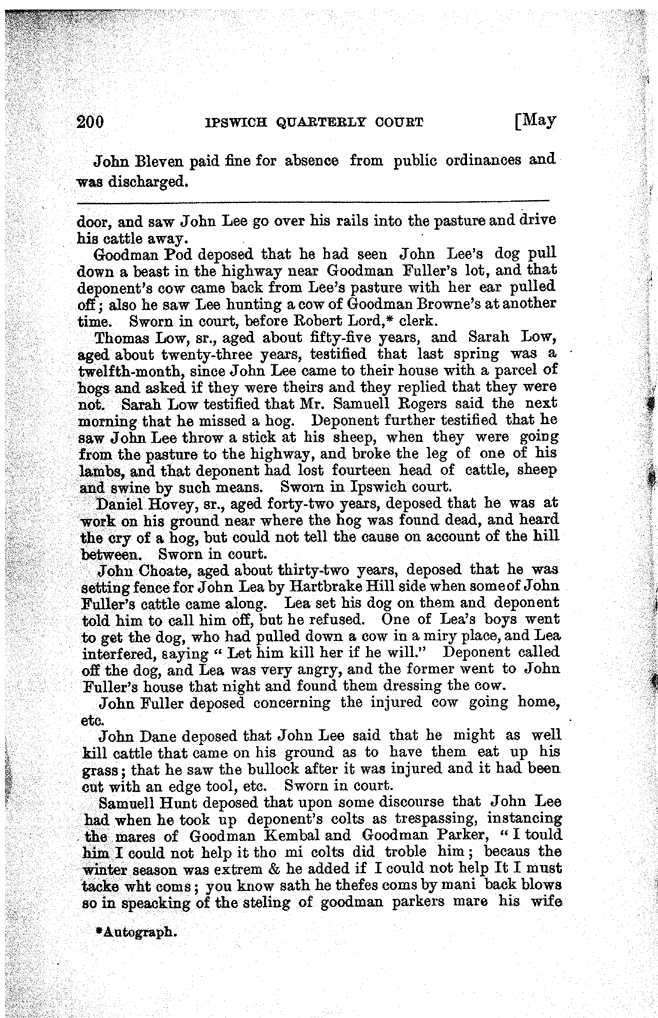 200 IPSWICH QUARTERLY COURT [May
John Bleven paid fine for absence from public ordinances and
was discharged.
door, and saw John Lee go over his rails into the pasture and drive
his cattle away.
Goodman Pod deposed that he had seen John Lee's dog pull
down a beast in the highway near Goodman Fuller's lot, and that
deponent's cow came back from Lee's pasture with her ear pulled
off; also he saw Lee hunting a cow of Goodman Browne's at another
time. Sworn in court, before Robert Lord,* clerk.
Thomas Low, sr., aged about fifty-five years, and Sarah Low,
aged about twenty-three years, testified that last spring was a
twelfth-month, since John Lee came to their house with a parcel of
hogs and asked if they were theirs and they replied that they were
not. Sarah Low testified that Mr. Samuell Rogers said the next
morning that he missed a hog. Deponent further testified that he
saw John Lee throw a stick at his sheep, when they were going
from the pasture to the highway, and broke the leg of one of his
lambs, and that deponent had lost fourteen head of cattle, sheep
and swine by such means. Sworn in Ipswich court.
Daniel Hovey, sr., aged forty-two years, deposed that he was at
work on his ground near where the hog was found dead, and heard
the cry of a hog, but could not tell the cause on account of the hill
between. Sworn in court.
John Choate, aged about thirty-two years, deposed that he was
setting fence for John Lea by Hartbrake Hill side when some of John
Fuller's cattle came along. Lea set his dog on them and deponent
told him to call him off, but he refused. One of Lea's boys went
to get the dog, who had pulled down a cow in a miry place, and Lea
interfered, saying " Let him kill her if he will." Deponent called
off the dog, and Lea was very angry, and the former went to John
Fuller's house that night and found them dressing the cow.
John Fuller deposed concerning the injured cow going home,
etc.
John Dane deposed that John Lee said that he might as well
kill cattle that came on his ground as to have them eat up his
grass; that he saw the bullock after it was injured and it had been
cut with an edge tool, etc. Sworn in court.
Samuell Hunt deposed that upon some discourse that John Lee
had when he took up deponent's colts as trespassing, instancing
the mares of Goodman Kembal and Goodman Parker, " I tould
him I could not help it tho mi colts did troble him; becaus the
winter season was extrem & he added if I could not help It I must
tacke wht coms; you know sath he thefes coms by mani back blows
so in speacking of the steling of goodman parkers mare his wife
*Autograph.